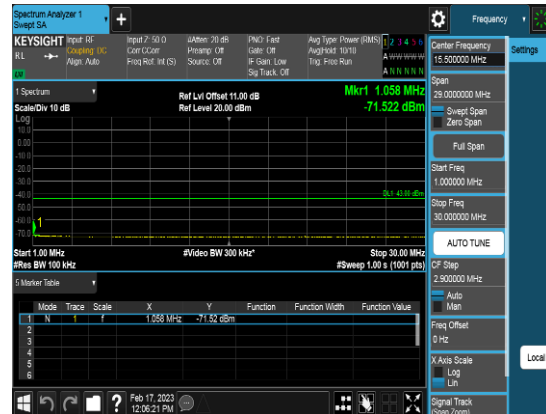 Spectrum Analyzer 1
Swept SA
+
Frequency
KEYSIGHT
RL
Input: RF
Coupling: DC
Align: Auto
Input Z: 50 Ω
Corr CCorr
Freq Ref: Int (S)
#Atten: 20 dB
Preamp: Off
Source: Off
PNO: Fast
Gate: Off
IF Gain: Low
Sig Track: Off
Avg Type: Power (RMS)
Avg|Hold: 10/10
Trig: Free Run
1 2 3 4 5 6
A W W W W W
A N N N N N
1 Spectrum
Scale/Div 10 dB
Ref Lvl Offset 11.00 dB
Ref Level 20.00 dBm
Mkr1 1.058 MHz
-71.522 dBm
Log
10.0
0.00
-10.0
-20.0
-30.0
-40.0
-50.0
-60.0
-70.0
DL1 -43.00 dBm
1
Start 1.00 MHz
#Res BW 100 kHz
#Video BW 300 kHz*
Stop 30.00 MHz
#Sweep 1.00 s (1001 pts)
5 Marker Table
Mode Trace Scale X Y Function Function Width Function Value
1 N 1 f 1.058 MHz -71.52 dBm
2
3
4
5
6
Feb 17, 2023
12:06:21 PM
Center Frequency
15.500000 MHz
Settings
Span
29.0000000 MHz
Swept Span
Zero Span
Full Span
Start Freq
1.000000 MHz
Stop Freq
30.000000 MHz
AUTO TUNE
CF Step
2.900000 MHz
Auto
Man
Freq Offset
0 Hz
X Axis Scale
Log
Lin
Local
Signal Track
(Span Zoom)